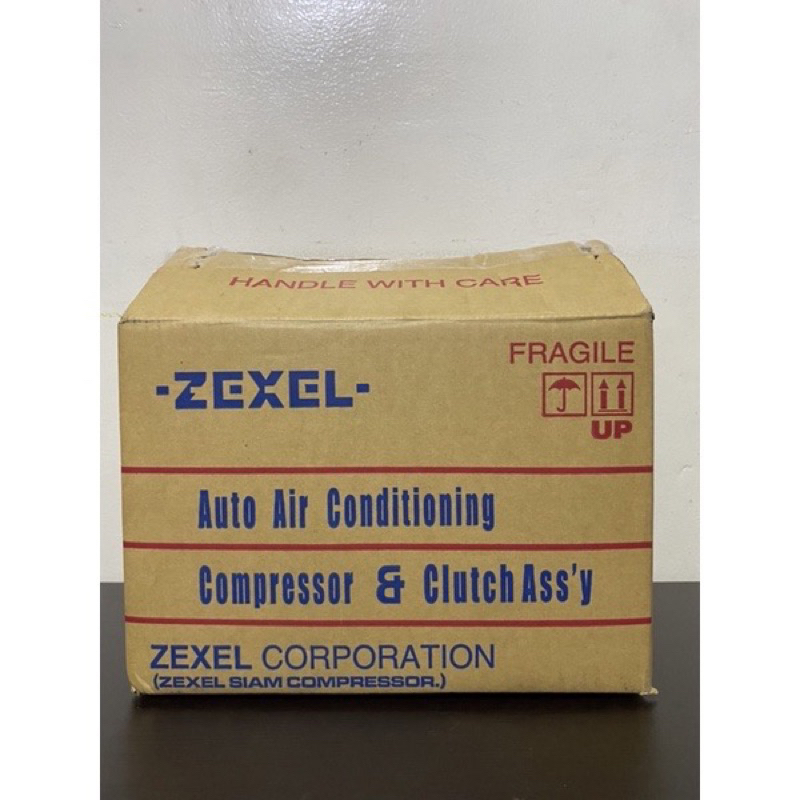 HANDLE WITH CARE
-ZEXEL-
FRAGILE
UP
Auto Air Conditioning
Compressor & Clutch Ass'y
ZEXEL CORPORATION
(ZEXEL SIAM COMPRESSOR.)